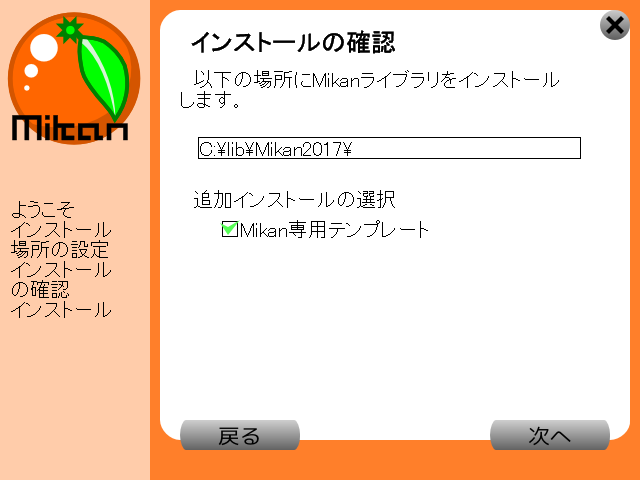 Mikan
ようこそ
インストール
場所の設定
インストール
の確認
インストール
インストールの確認
以下の場所にMikanライブラリをインストール
します。
C:¥lib¥Mikan2017¥
追加インストールの選択
Mikan専用テンプレート
戻る
次へ